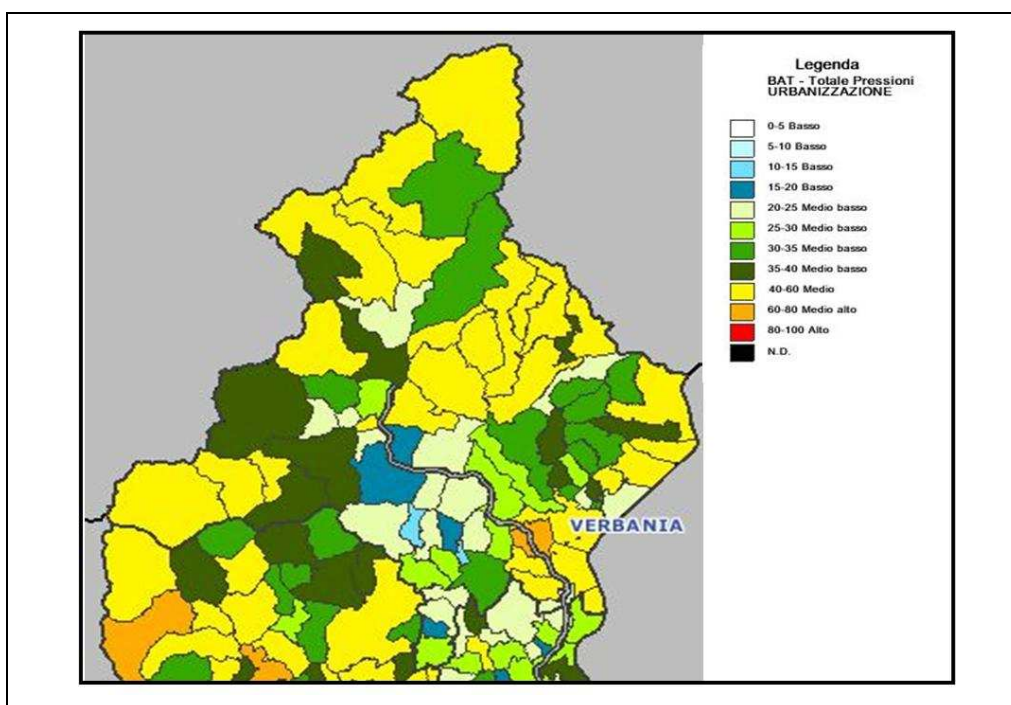 Legenda
BAT - Totale Pressioni
URBANIZZAZIONE
0-5 Basso
5-10 Basso
10-15 Basso
15-20 Basso
20-25 Medio basso
25-30 Medio basso
30-35 Medio basso
35-40 Medio basso
40-60 Medio
60-80 Medio alto
80-100 Alto
N.D.
VERBANIA